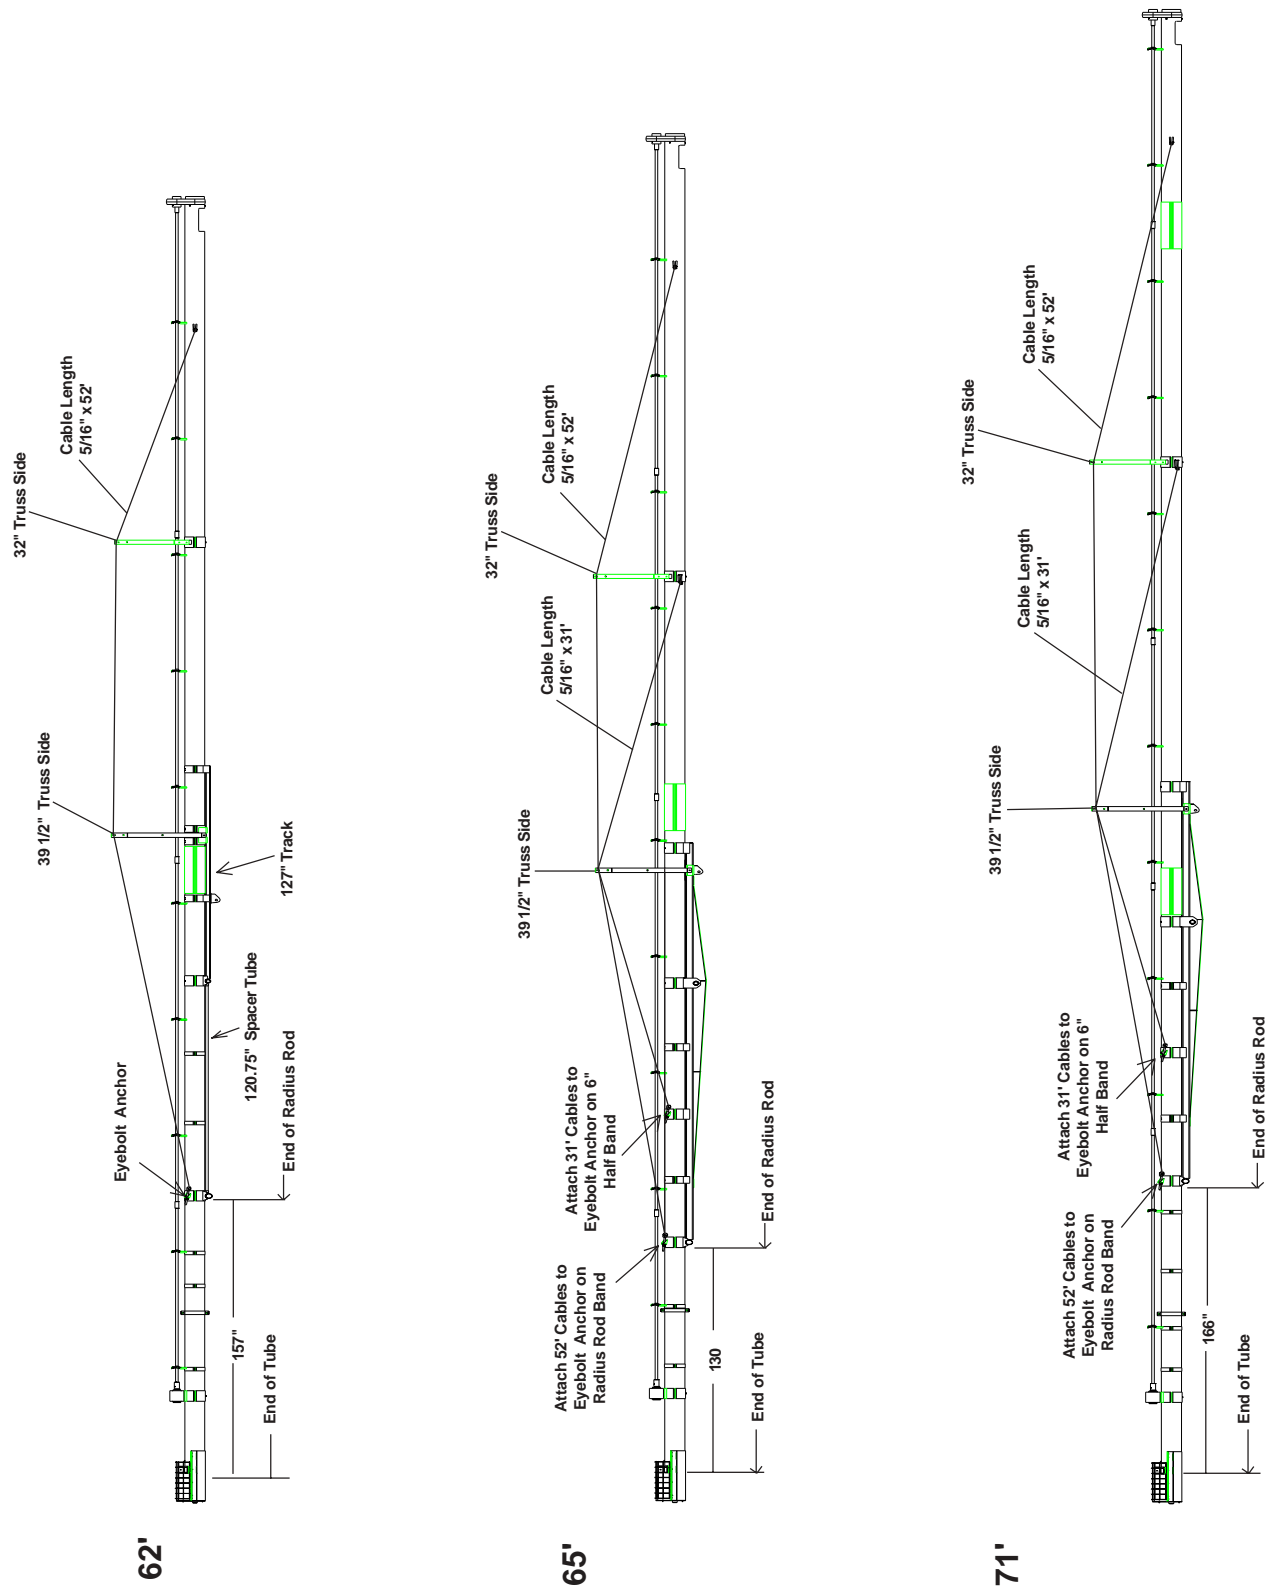 62'
32" Truss Side
Cable Length
5/16" x 52'
39 1/2" Truss Side
127" Track
120.75" Spacer Tube
Eyebolt Anchor
End of Radius Rod
157"
End of Tube
65'
32" Truss Side
Cable Length
5/16" x 52'
Cable Length
5/16" x 31'
39 1/2" Truss Side
Attach 31' Cables to
Eyebolt Anchor on 6"
Half Band
Attach 52' Cables to
Eyebolt Anchor on
Radius Rod Band
End of Radius Rod
130
End of Tube
71'
32" Truss Side
Cable Length
5/16" x 52'
Cable Length
5/16" x 31'
39 1/2" Truss Side
Attach 31' Cables to
Eyebolt Anchor on 6"
Half Band
Attach 52' Cables to
Eyebolt Anchor on
Radius Rod Band
End of Radius Rod
166"
End of Tube